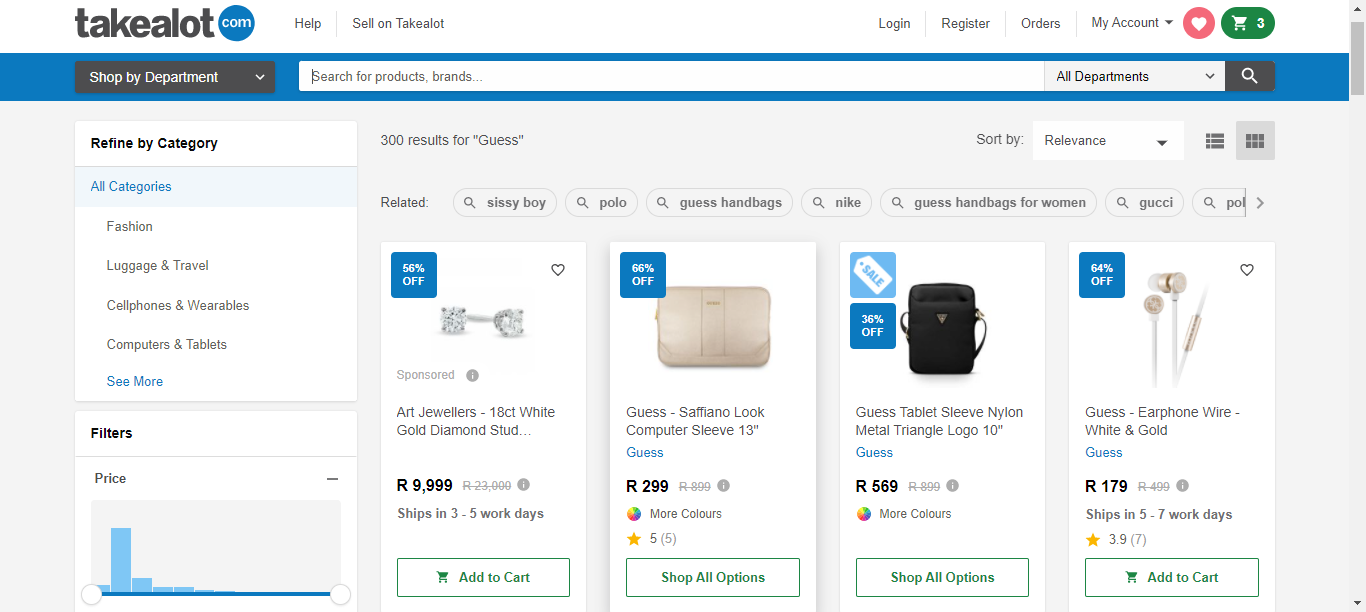 takealot com
Help
Sell on Takealot
Login
Register
Orders
My Account
3
Shop by Department
Search for products, brands...
All Departments
Refine by Category
All Categories
Fashion
Luggage & Travel
Cellphones & Wearables
Computers & Tablets
See More
Filters
Price
300 results for "Guess"
Sort by:
Relevance
Related:
sissy boy
polo
guess handbags
nike
guess handbags for women
gucci
pol
56%
OFF
Sponsored
Art Jewellers - 18ct White
Gold Diamond Stud...
R 9,999 R 23,000
Ships in 3 - 5 work days
Add to Cart
66%
OFF
Guess - Saffiano Look
Computer Sleeve 13"
Guess
R 299 R 899
More Colours
5 (5)
Shop All Options
SALE
36%
OFF
Guess Tablet Sleeve Nylon
Metal Triangle Logo 10"
Guess
R 569 R 899
More Colours
Shop All Options
64%
OFF
Guess - Earphone Wire -
White & Gold
Guess
R 179 R 499
Ships in 5 - 7 work days
3.9 (7)
Add to Cart